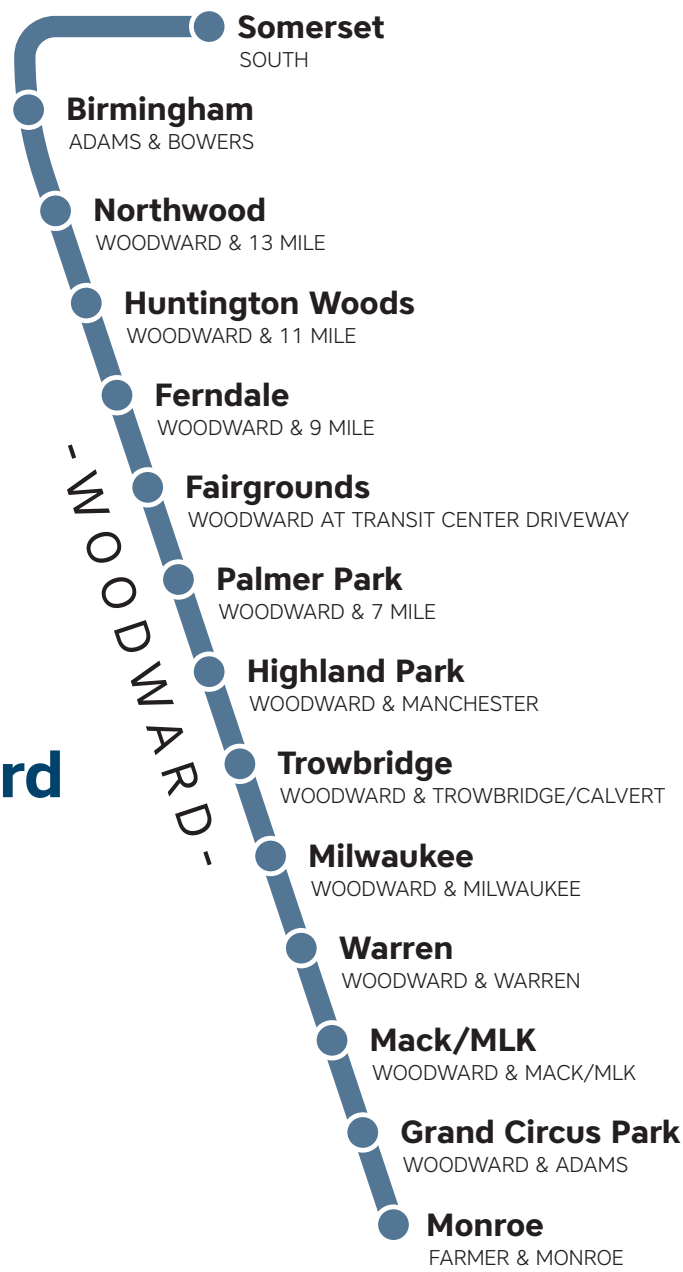 Somerset
SOUTH
Birmingham
ADAMS & BOWERS
Northwood
WOODWARD & 13 MILE
Huntington Woods
WOODWARD & 11 MILE
Ferndale
WOODWARD & 9 MILE
-WOODWARD-
Fairgrounds
WOODWARD AT TRANSIT CENTER DRIVEWAY
Palmer Park
WOODWARD & 7 MILE
Highland Park
WOODWARD & MANCHESTER
rd
Trowbridge
WOODWARD & TROWBRIDGE/CALVERT
Milwaukee
WOODWARD & MILWAUKEE
Warren
WOODWARD & WARREN
Mack/MLK
WOODWARD & MACK/MLK
Grand Circus Park
WOODWARD & ADAMS
Monroe
FARMER & MONROE